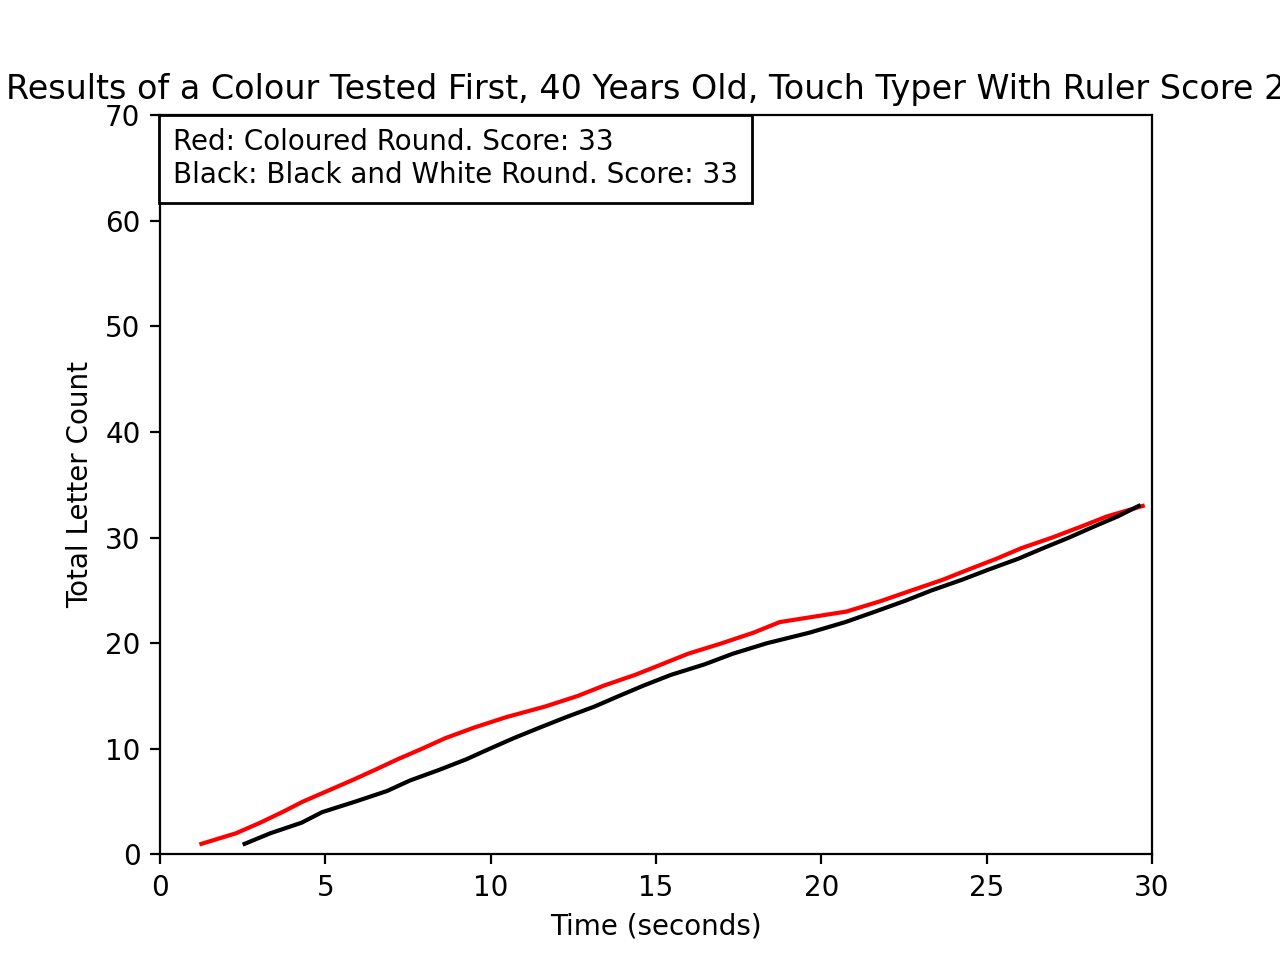 Results of a Colour Tested First, 40 Years Old, Touch Typer With Ruler Score 2
Red: Coloured Round. Score: 33
Black: Black and White Round. Score: 33
70
60
50
40
30
20
10
0
Total Letter Count
0 5 10 15 20 25 30
Time (seconds)